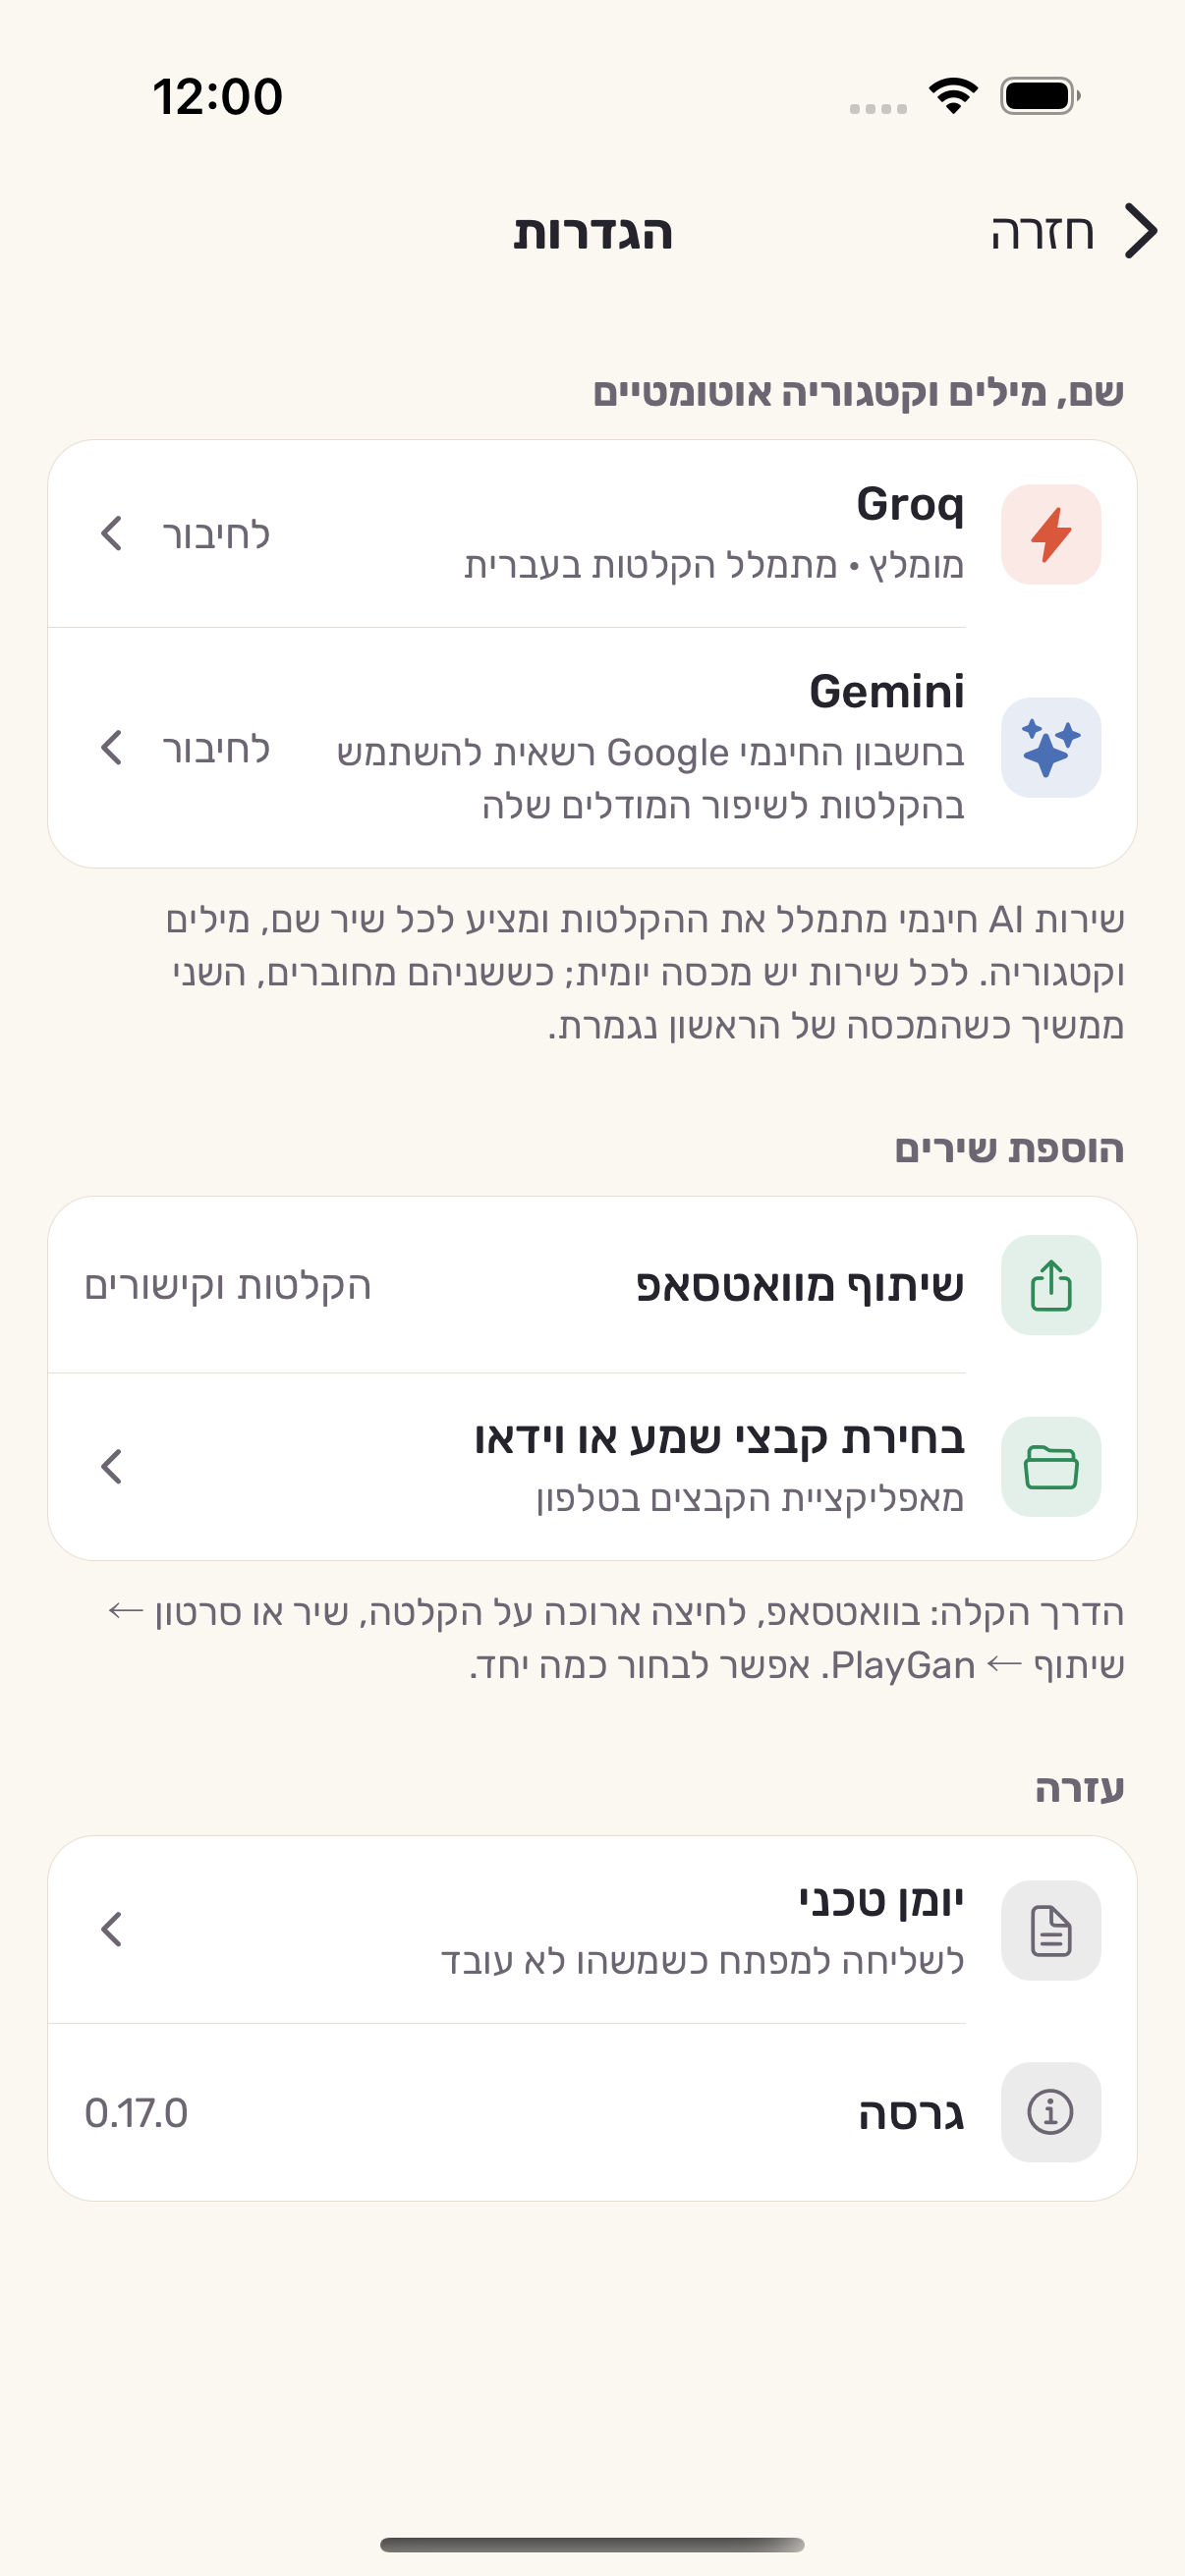 12:00
חזרה
הגדרות
שם, מילים וקטגוריה אוטומטיים
Groq
מומלץ • מתמלל הקלטות בעברית
לחיבור
Gemini
בחשבון החינמי Google רשאית להשתמש
בהקלטות לשיפור המודלים שלה
לחיבור
שירות AI חינמי מתמלל את ההקלטות ומציע לכל שיר שם, מילים
וקטגוריה. לכל שירות יש מכסה יומית; כששניהם מחוברים, השני
ממשיך כשהמכסה של הראשון נגמרת.
הוספת שירים
שיתוף מוואטסאפ
הקלטות וקישורים
בחירת קבצי שמע או וידאו
מאפליקציית הקבצים בטלפון
הדרך הקלה: בוואטסאפ, לחיצה ארוכה על הקלטה, שיר או סרטון ←
שיתוף ← PlayGan. אפשר לבחור כמה יחד.
עזרה
יומן טכני
לשליחה למפתח כשמשהו לא עובד
גרסה
0.17.0